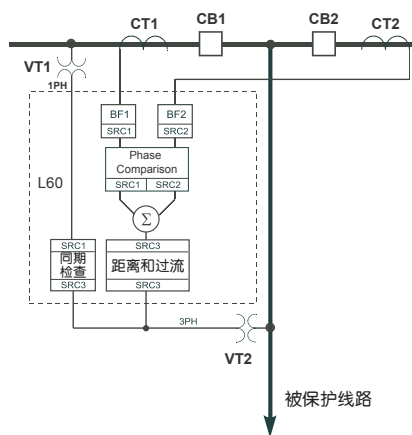 CT1
CB1
CB2
CT2
VT1
1PH
BF1
SRC1
BF2
SRC2
Phase
Comparison
SRC1
SRC2
L60
Σ
SRC1
同期
检查
SRC3
SRC3
距离和过流
SRC3
3PH
VT2
被保护线路